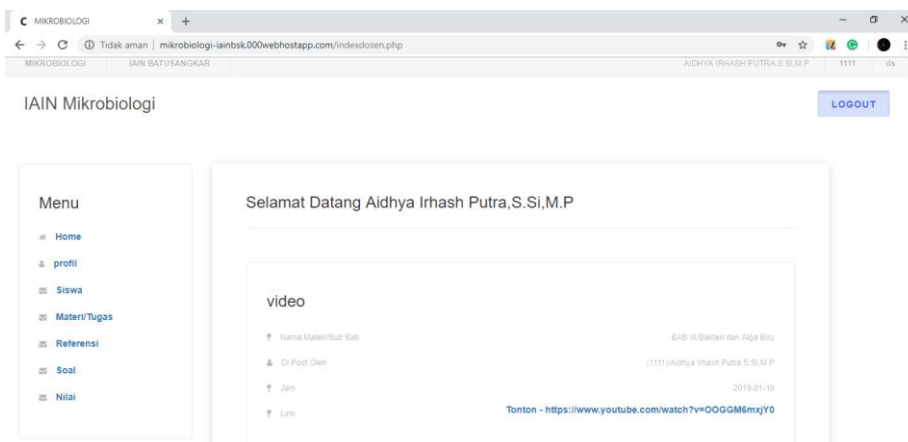 MIKROBIOLOGI
Tidak aman | mikrobiologi-iainbsk.000webhostapp.com/indexdosen.php
MIKROBIOLOGI IAIN BATUSANGKAR AIDHYA IRHASH PUTRA,S.SI,M.P 1111 ds
IAIN Mikrobiologi LOGOUT
Menu
Home
profil
Siswa
Materi/Tugas
Referensi
Soal
Nilai
Selamat Datang Aidhya Irhash Putra,S.Si,M.P
video
Nama Materi/Sub Bab BAB III/Bakteri dan Alga Biru
Di Post Oleh (1111)/Aidhya Irhash Putra,S.Si,M.P
Jam 2019-01-10
Link Tonton - https://www.youtube.com/watch?v=OOGGM6mxjY0